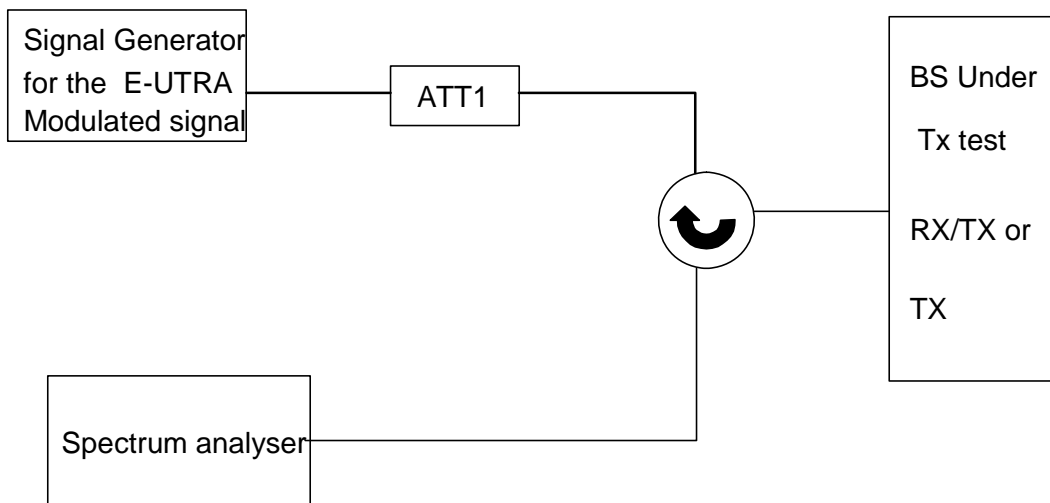 Signal Generator
for the E-UTRA
Modulated signal
ATT1
BS Under
Tx test
RX/TX or
TX
Spectrum analyser